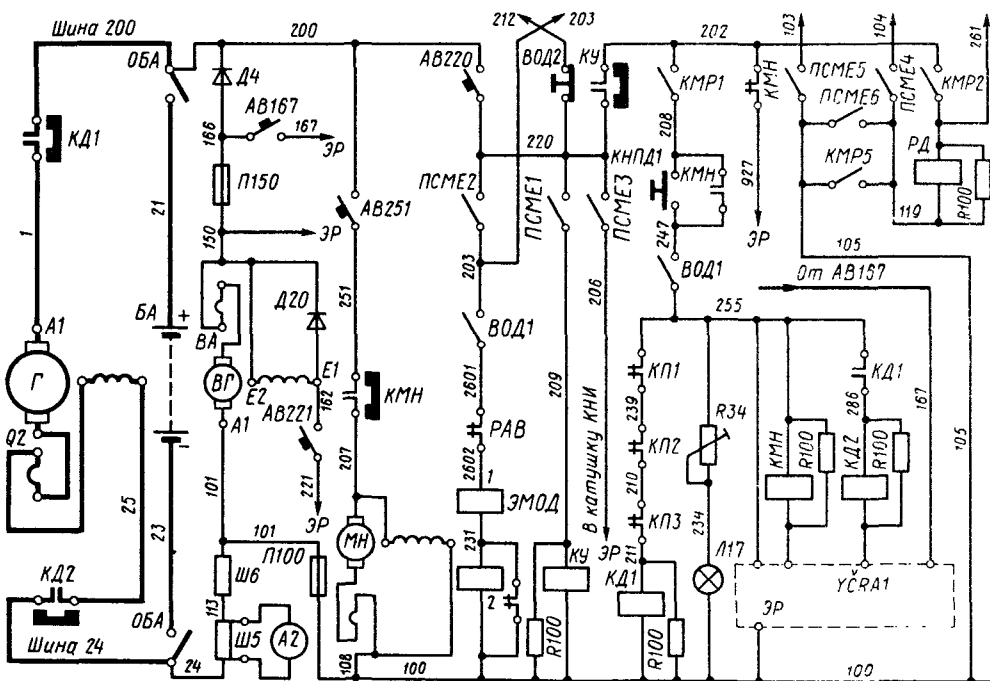 Шина 200
200
212
203
202
103
104
261
ОБА
Д4
АВ220
ВОД2
КУ
КМР1
КМН
ПСМЕ5
ПСМЕ4
КМР2
ПСМЕ6
АВ167
167
ЭР
166
КД1
208
П150
220
КНПД1
КМН
КМР5
РД
R100
119
21
1
ПСМЕ2
ПСМЕ1
ПСМЕ3
927
ЭР
АВ251
150
ЭР
247
105
203
206
ВОД1
От АВ167
Д20
251
255
БА
+
ВА
А1
ВОД1
Г
ВГ
Е2
Е1
162
КМН
2601
209
КП1
КД1
286
167
105
239
R34
А1
АВ221
РАВ
Q2
207
2602
КП2
КМН
R100
КД2
R100
В катушку КНИ
−
25
101
221
ЭР
1
ЭМОД
210
234
23
101
П100
МН
231
КП3
211
Л17
КД2
Ш6
2
КУ
ЭР
КД1
YČRA1
ЭР
113
ОБА
Ш5
А2
R100
R100
Шина 24
24
108
100
100